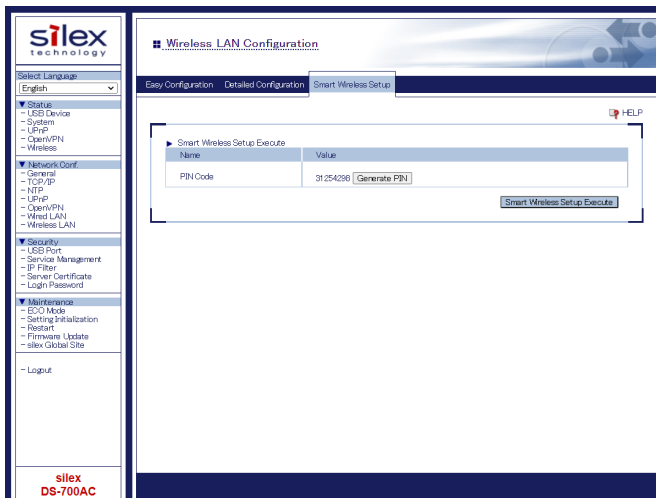 silex
technology
Select Language
English
▼ Status
- USB Device
- System
- UPnP
- OpenVPN
- Wireless
▼ Network Conf.
- General
- TCP/IP
- NTP
- UPnP
- OpenVPN
- Wired LAN
- Wireless LAN
▼ Security
- USB Port
- Service Management
- IP Filter
- Server Certificate
- Login Password
▼ Maintenance
- ECO Mode
- Setting Initialization
- Restart
- Firmware Update
- silex Global Site
- Logout
silex
DS-700AC
Wireless LAN Configuration
Easy Configuration Detailed Configuration Smart Wireless Setup
HELP
▶ Smart Wireless Setup Execute
Name Value
PIN Code 31254298 Generate PIN
Smart Wireless Setup Execute